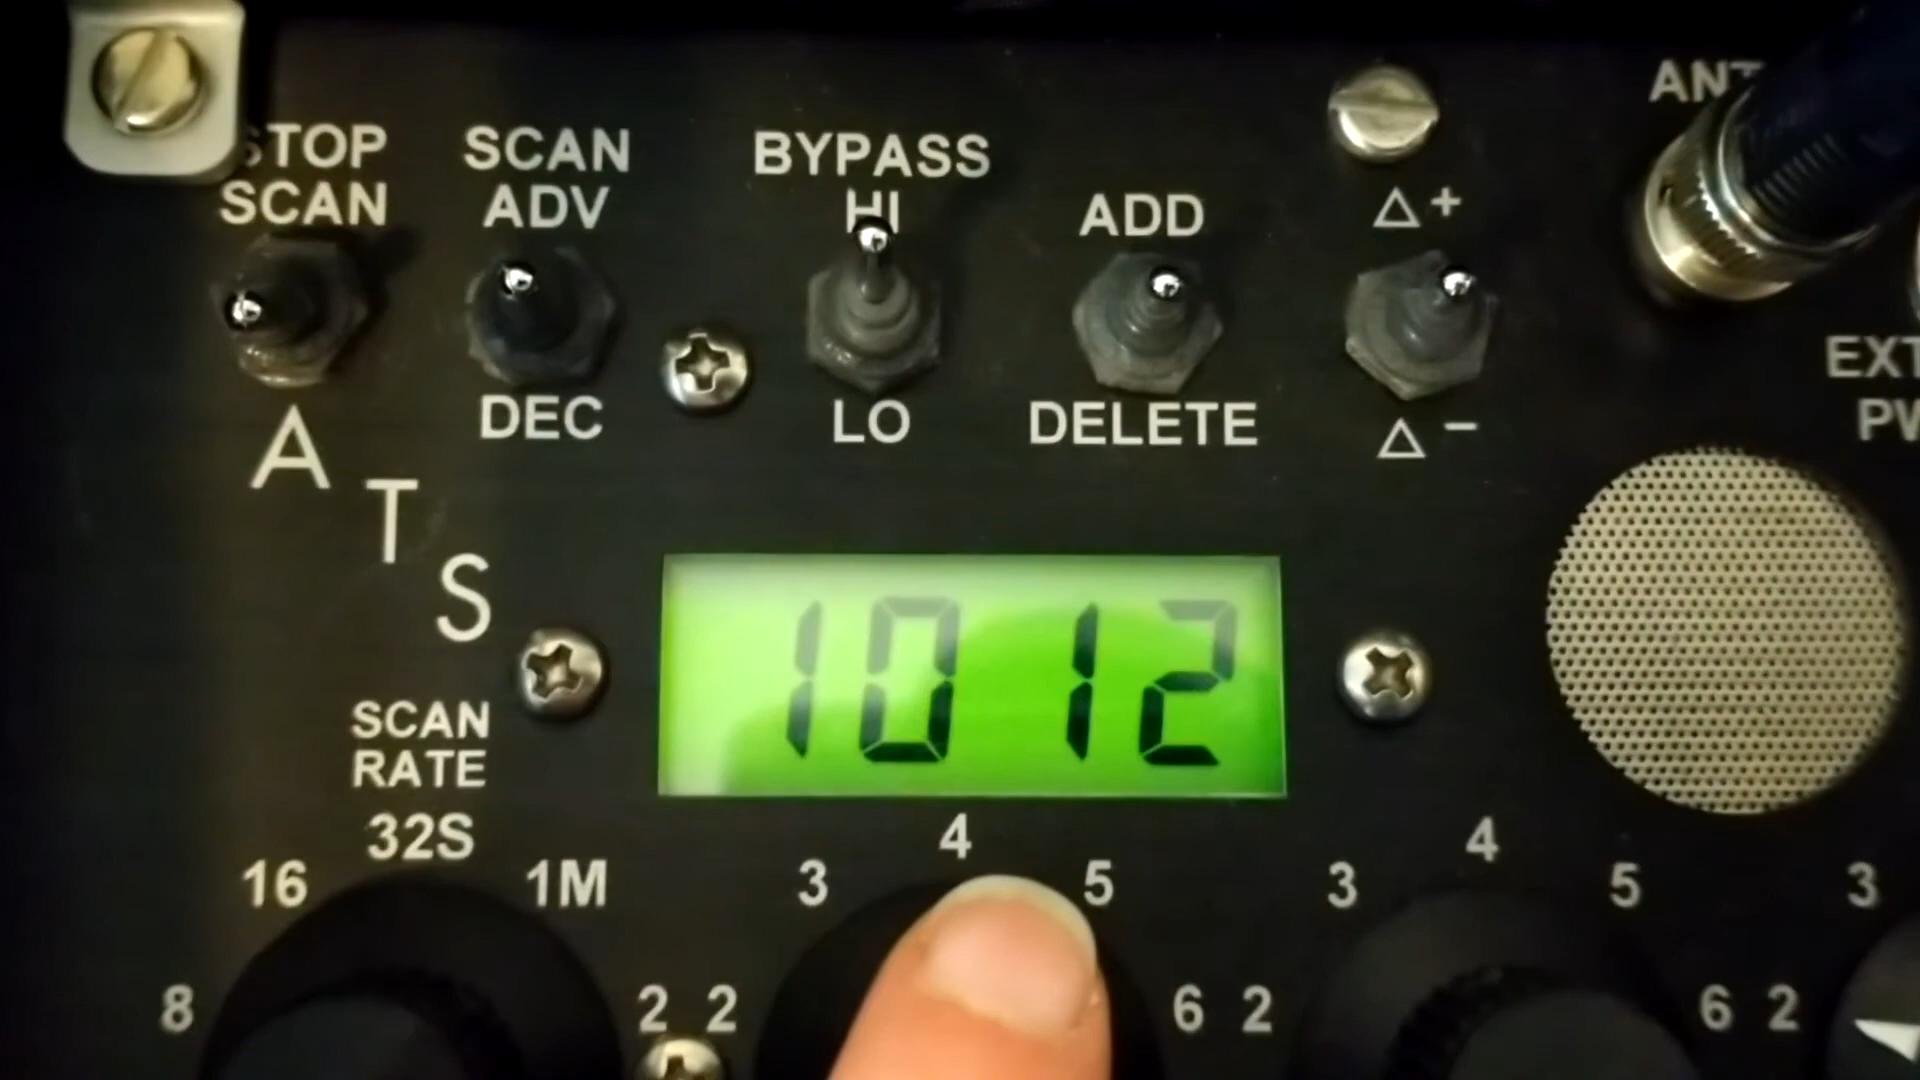 STOP
SCAN
SCAN
ADV
BYPASS
HI
ADD
△+
ANT
DEC
LO
DELETE
△−
EXT
PW
A
T
S
1012
SCAN
RATE
32S
16
1M
8
2
3
4
5
2
6
3
4
5
2
6
3
2